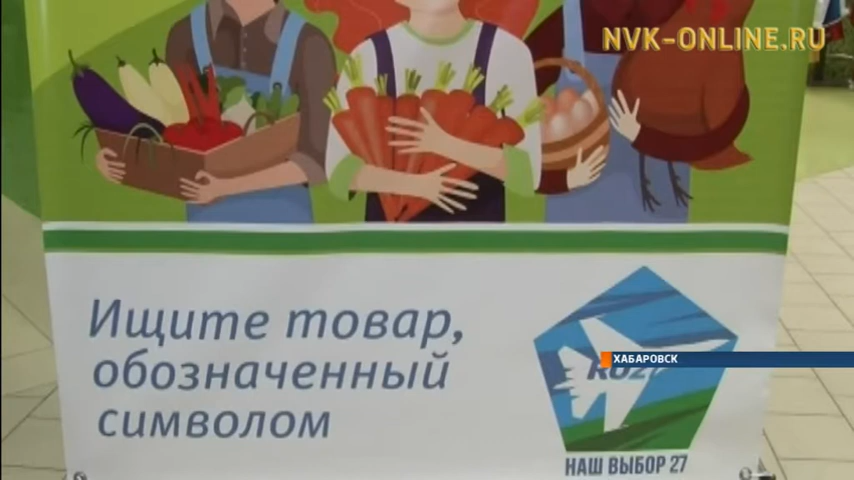 NVK-ONLINE.RU
Ищите товар,
обозначенный
символом
ХАБАРОВСК
НАШ ВЫБОР 27